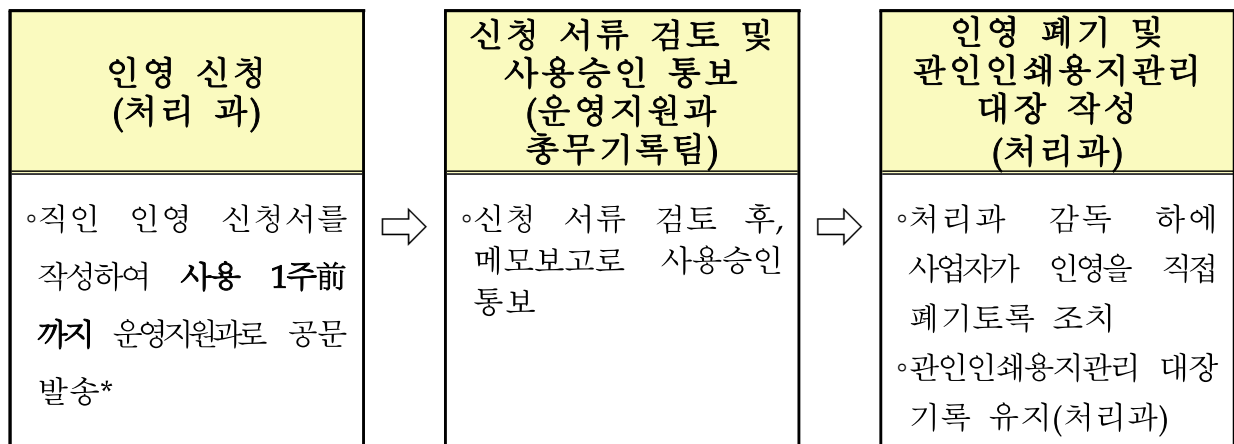 인영 신청
(처리 과)
◦직인 인영 신청서를
작성하여 사용 1주前
까지 운영지원과로 공문
발송*
⇨
신청 서류 검토 및
사용승인 통보
(운영지원과
총무기록팀)
◦신청 서류 검토 후,
메모보고로 사용승인
통보
⇨
인영 폐기 및
관인인쇄용지관리
대장 작성
(처리과)
◦처리과 감독 하에
사업자가 인영을 직접
폐기토록 조치
◦관인인쇄용지관리 대장
기록 유지(처리과)